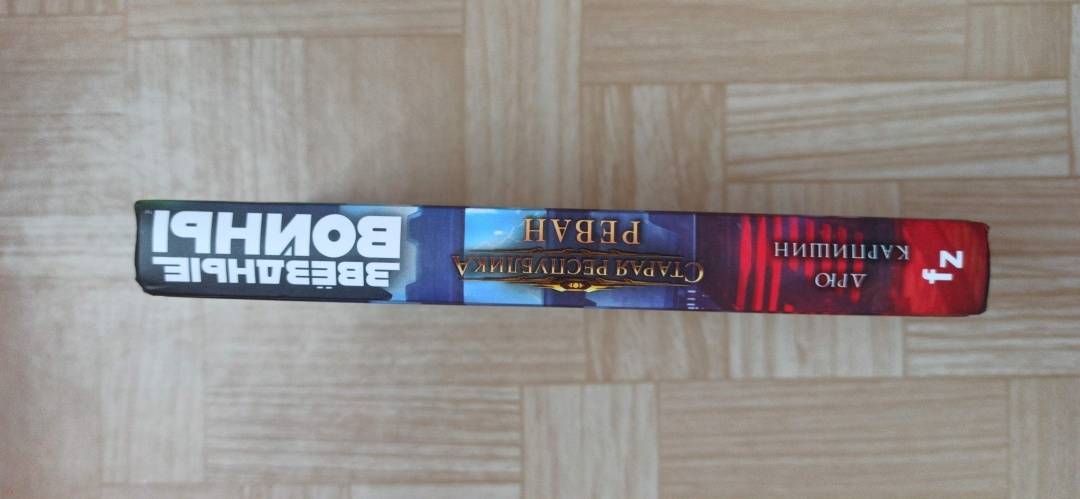 fz
ДРЮ
КАРПИШИН
СТАРАЯ РЕСПУБЛИКА
РЕВАН
ЗВЁЗДНЫЕ
ВОЙНЫ